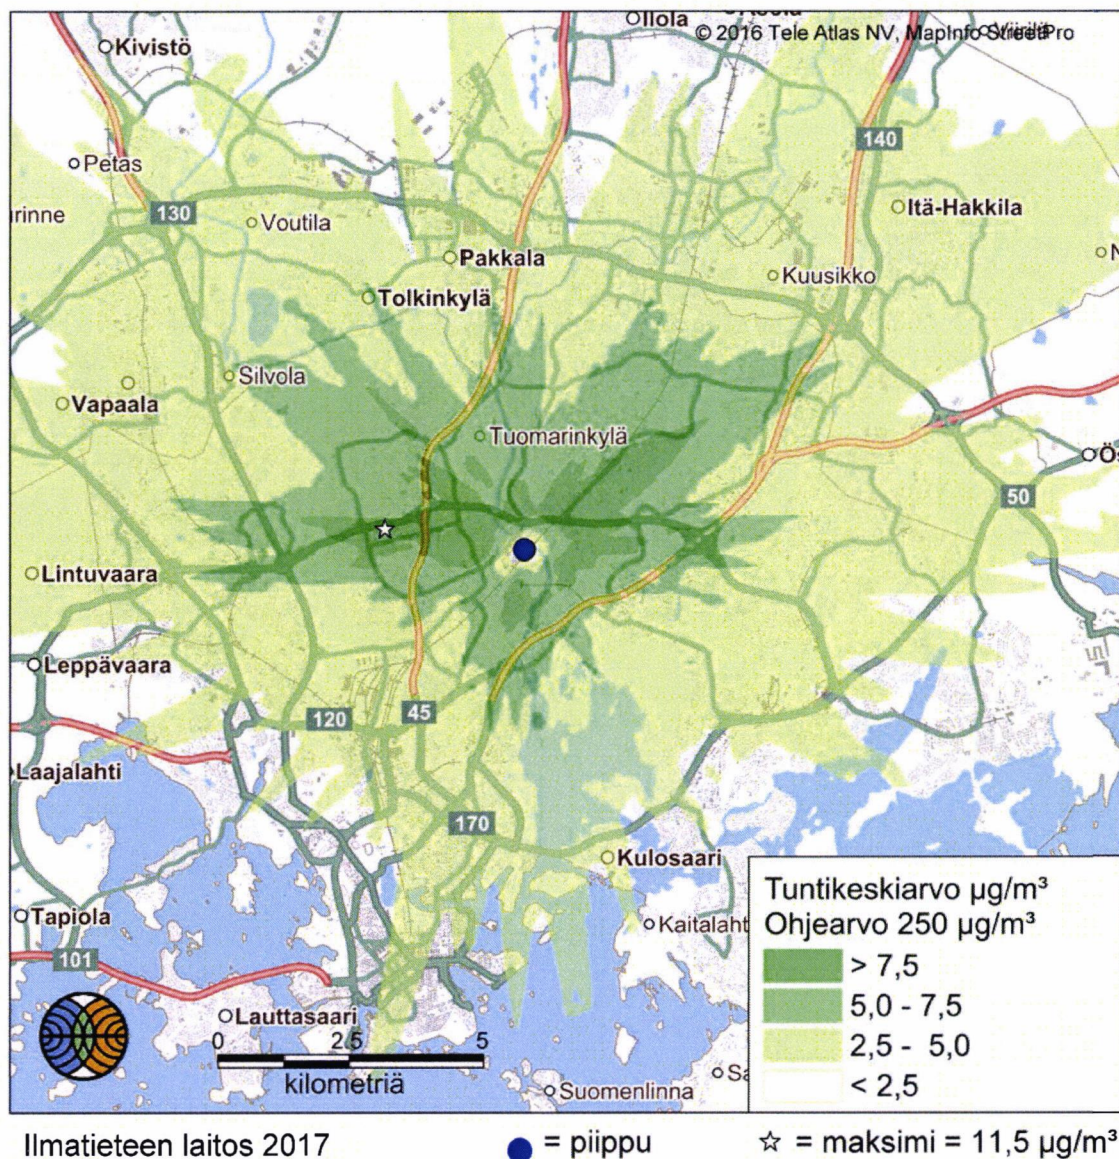 Ilola
© 2016 Tele Atlas NV, MapInfo StreetPro
Kivistö
140
Petas
130
Voutila
Itä-Hakkila
Pakkala
Kuusikko
Tolkinkylä
Silvola
Vapaala
Tuomarinkylä
50
Lintuvaara
Leppävaara
120
45
Laajalahti
170
Kulosaari
Tuntikeskiarvo µg/m³
Ohjearvo 250 µg/m³
> 7,5
5,0 - 7,5
2,5 - 5,0
< 2,5
Tapiola
Kaitalaht
101
Lauttasaari
0 2,5 5
kilometriä
Suomenlinna
Ilmatieteen laitos 2017
= piippu
= maksimi = 11,5 µg/m³